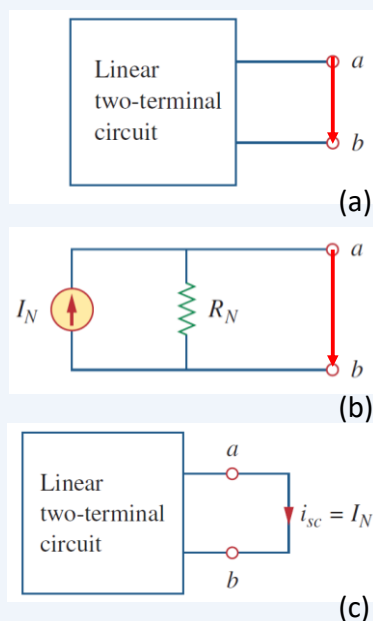 Linear
two-terminal
circuit
a
b
(a)
I_N
R_N
a
b
(b)
Linear
two-terminal
circuit
a
b
i_sc = I_N
(c)